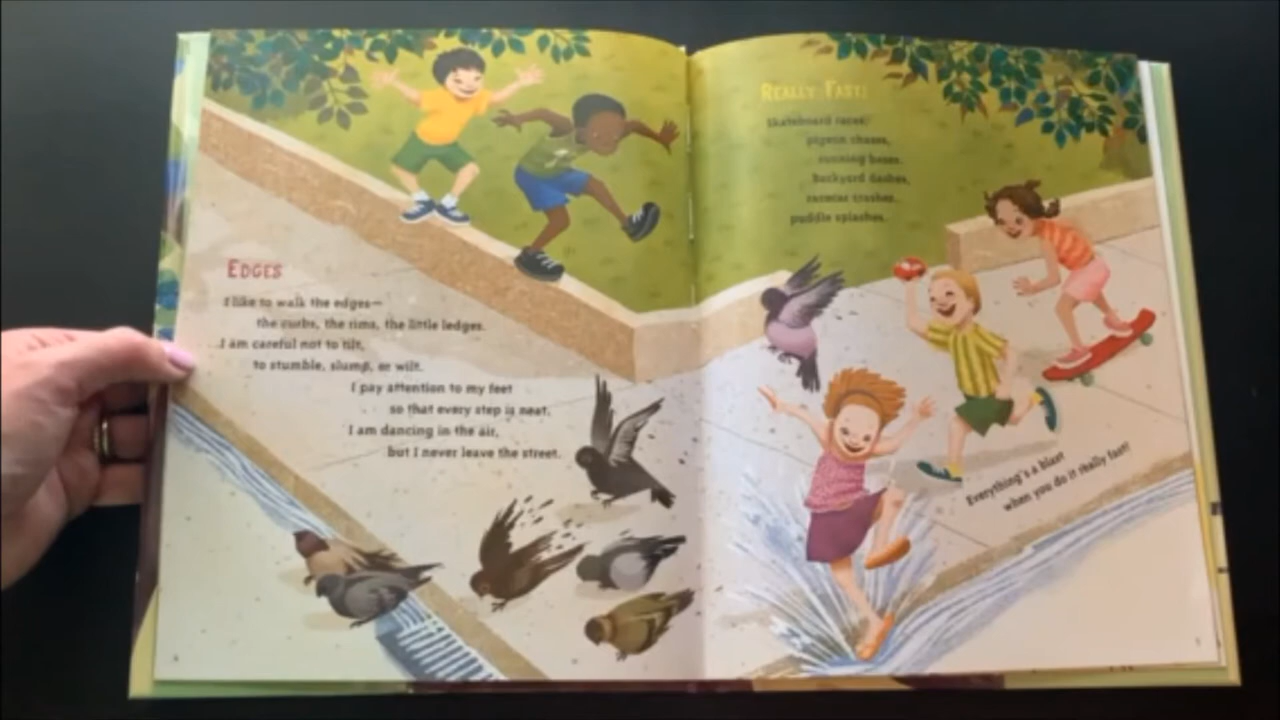 EDGES
I like to walk the edges—
the curbs, the rims, the little ledges.
I am careful not to tilt,
to stumble, slump, or wilt.
I pay attention to my feet
so that every step is neat.
I am dancing in the air,
but I never leave the street.
REALLY FAST!
Skateboard races,
pigeon chases,
running bases,
backyard dashes,
puddle splashes.
Everything's a blast
when you do it really fast!